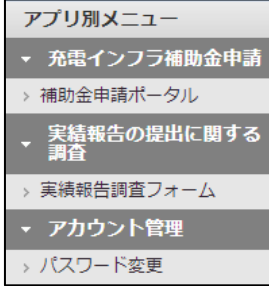 アプリ別メニュー
充電インフラ補助金申請
補助金申請ポータル
実績報告の提出に関する
調査
実績報告調査フォーム
アカウント管理
パスワード変更